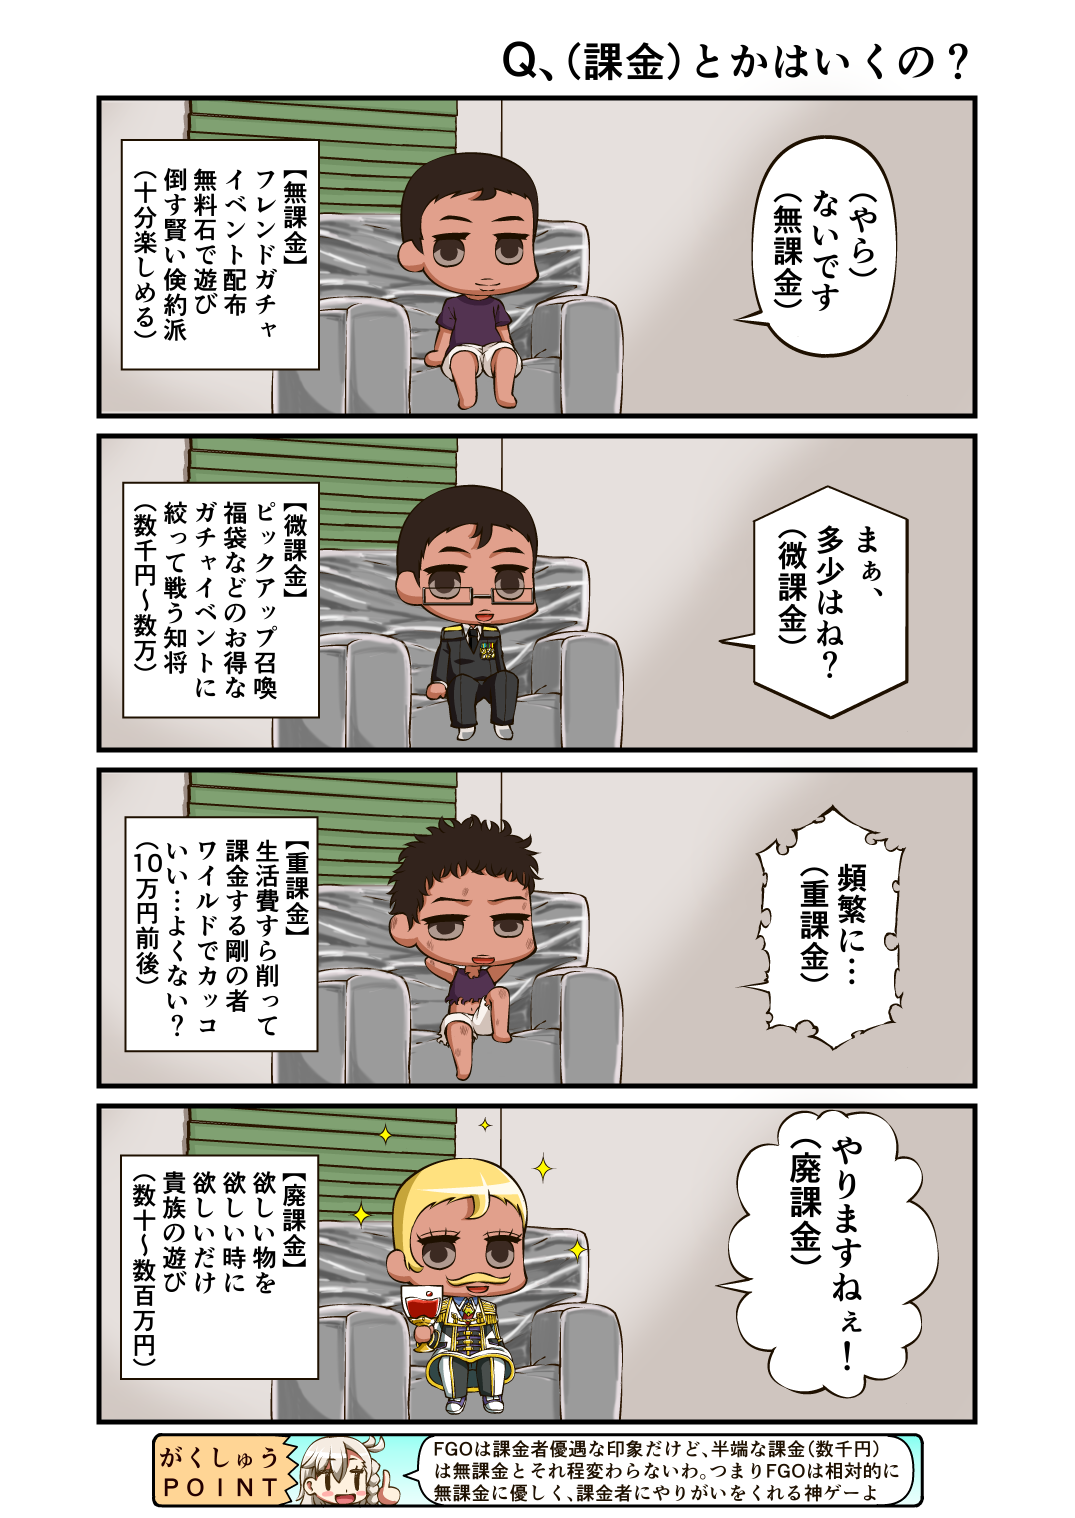 Q、（課金）とかはいくの？
（やら）
ないです
（無課金）
【無課金】
フレンドガチャ
イベント配布
無料石で遊び
倒す賢い倹約派
（十分楽しめる）
まぁ、
多少はね？
（微課金）
【微課金】
ピックアップ召喚
福袋などのお得な
ガチャイベントに
絞って戦う知将
（数千円～数万）
頻繁に…
（重課金）
【重課金】
生活費すら削って
課金する剛の者
ワイルドでカッコ
いい…よくない？
（10万円前後）
やりますねぇ！
（廃課金）
【廃課金】
欲しい物を
欲しい時に
欲しいだけ
貴族の遊び
（数十～数百万円）
がくしゅう
POINT
FGOは課金者優遇な印象だけど、半端な課金（数千円）
は無課金とそれ程変わらないわ。つまりFGOは相対的に
無課金に優しく、課金者にやりがいをくれる神ゲーよ